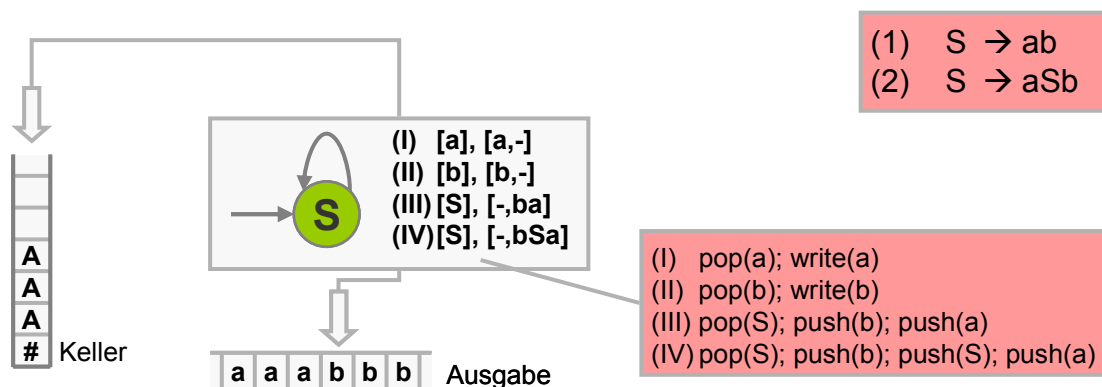 (1) S → ab
(2) S → aSb
(I) [a], [a,-]
(II) [b], [b,-]
(III) [S], [-,ba]
(IV) [S], [-,bSa]
S
A
A
A
# Keller
(I) pop(a); write(a)
(II) pop(b); write(b)
(III) pop(S); push(b); push(a)
(IV) pop(S); push(b); push(S); push(a)
a a a b b b Ausgabe